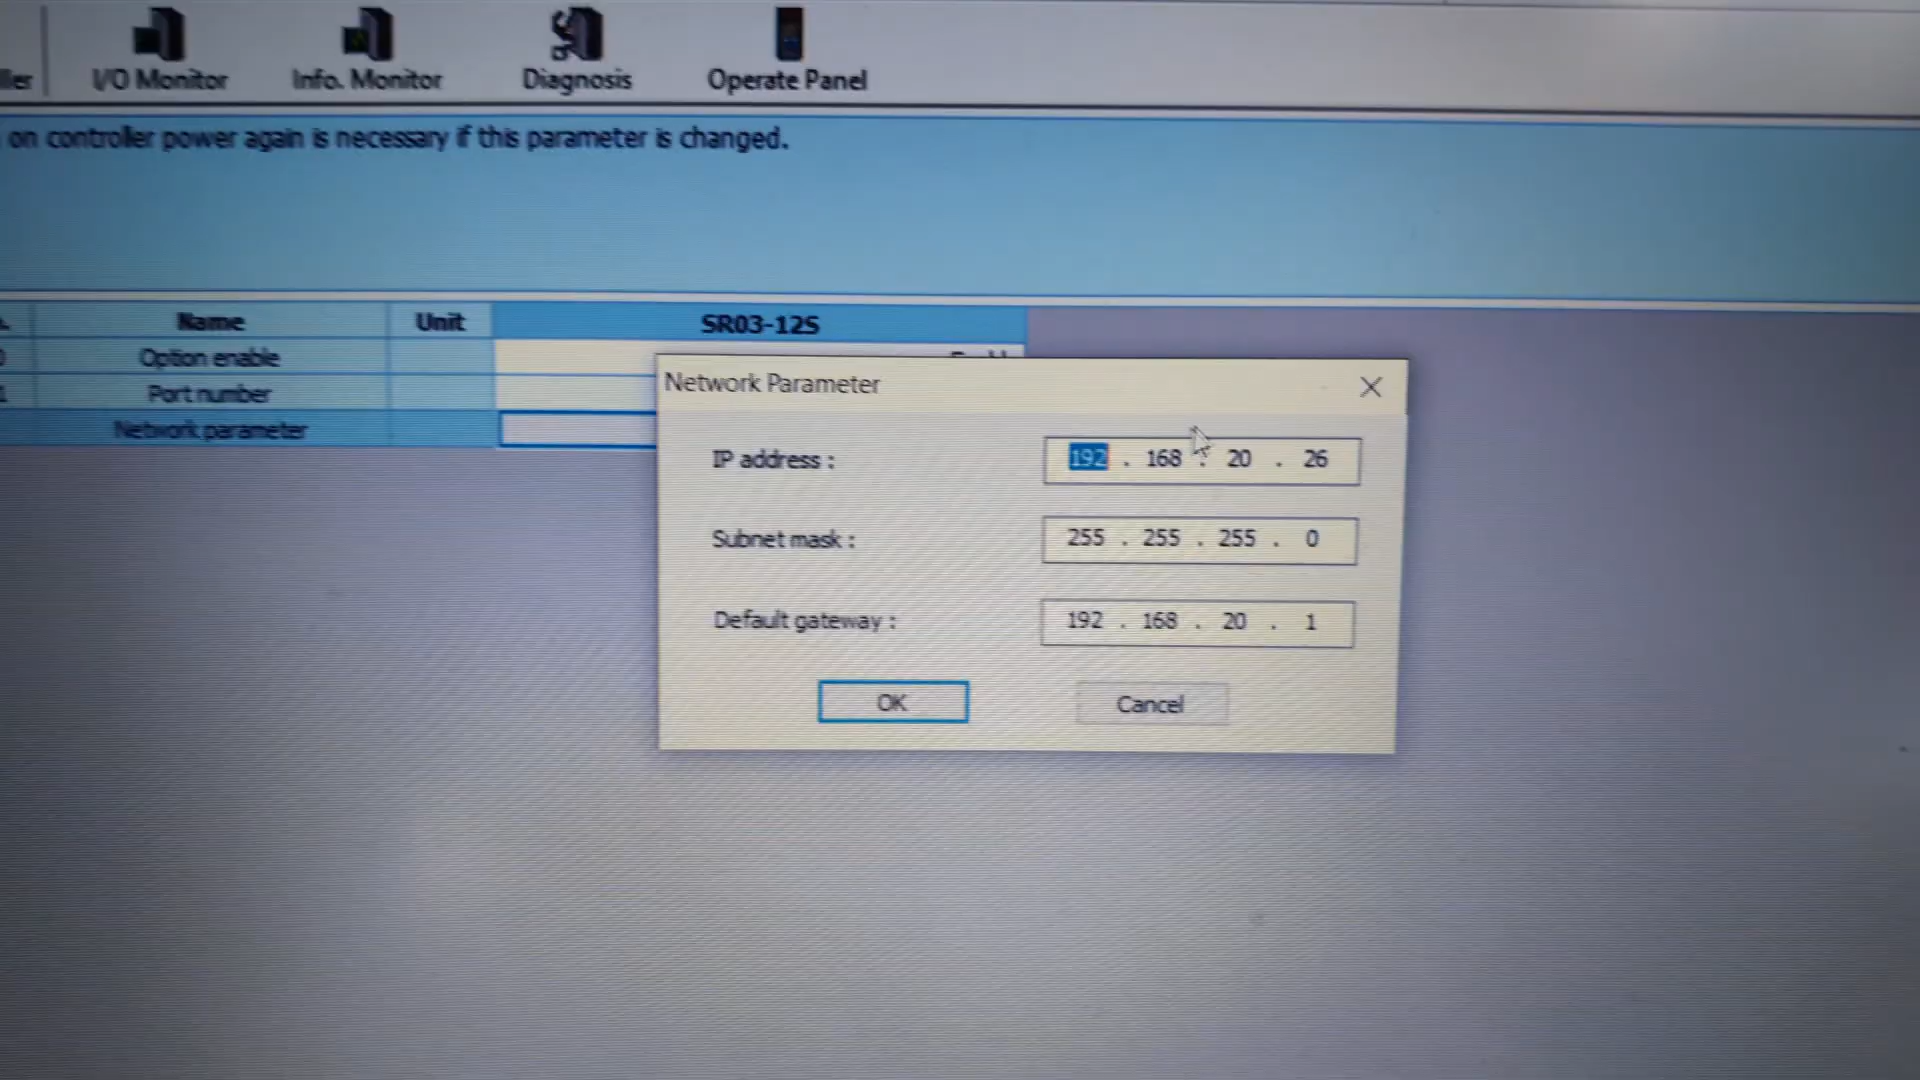 I/O Monitor
Info. Monitor
Diagnosis
Operate Panel
on controller power again is necessary if this parameter is changed.
Name Unit SR03-12S
Option enable
Port number
Network parameter
Network Parameter
IP address : 192 . 168 . 20 . 26
Subnet mask : 255 . 255 . 255 . 0
Default gateway : 192 . 168 . 20 . 1
OK Cancel